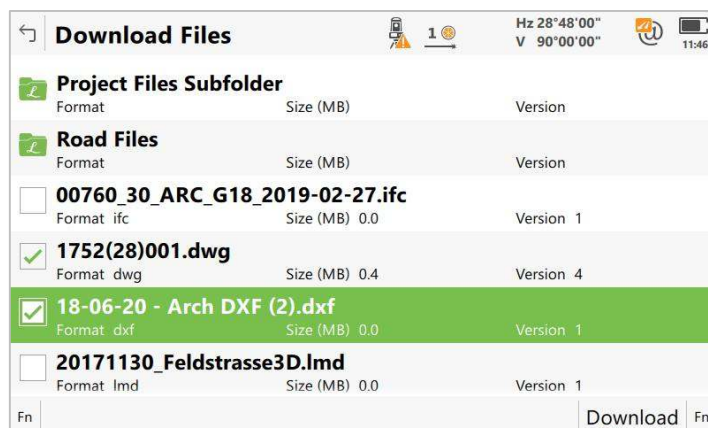 Download Files
1
Hz 28°48'00"
V 90°00'00"
11:46
Project Files Subfolder
Format Size (MB) Version
Road Files
Format Size (MB) Version
00760_30_ARC_G18_2019-02-27.ifc
Format ifc Size (MB) 0.0 Version 1
1752(28)001.dwg
Format dwg Size (MB) 0.4 Version 4
18-06-20 - Arch DXF (2).dxf
Format dxf Size (MB) 0.0 Version 1
20171130_Feldstrasse3D.lmd
Format lmd Size (MB) 0.0 Version 1
Fn Download Fn